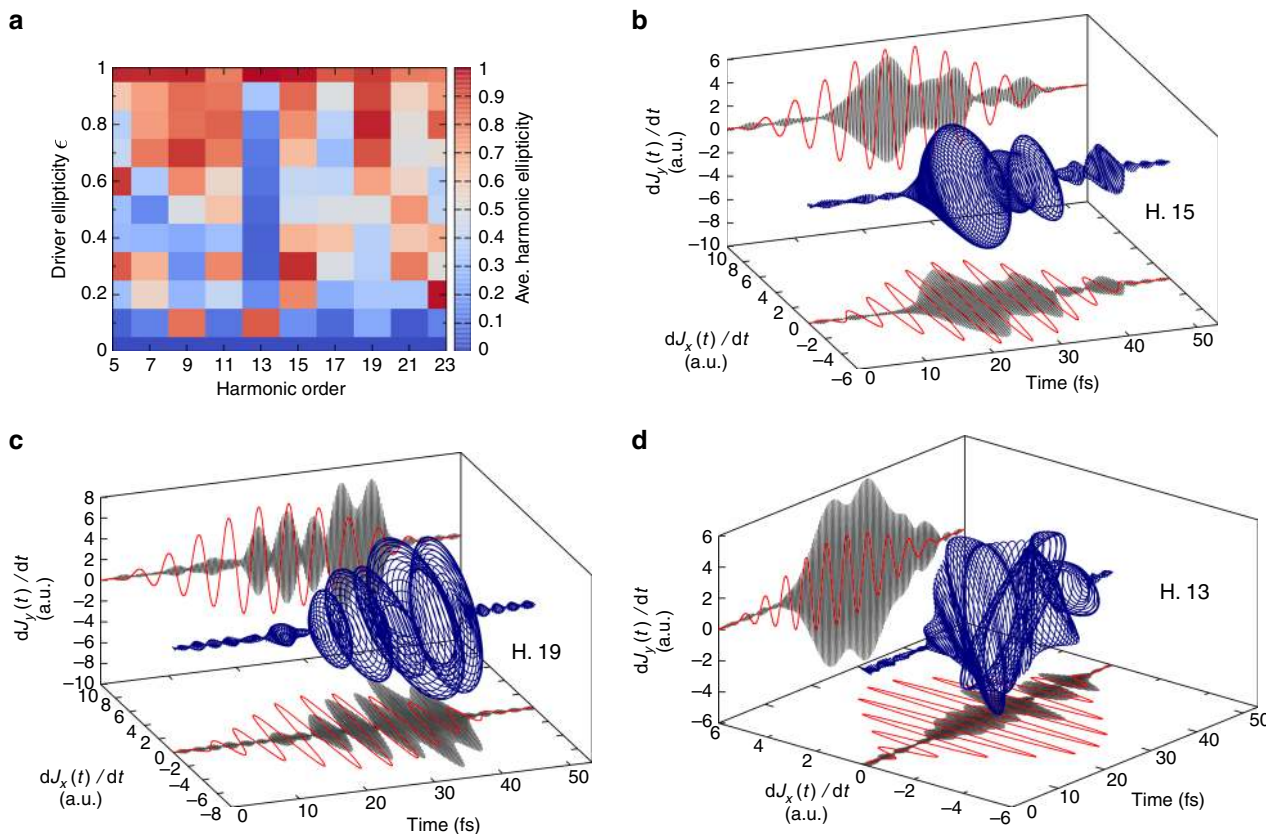 a
1
0.8
0.6
0.4
0.2
0
Driver ellipticity ϵ
5 7 9 11 13 15 17 19 21 23
Harmonic order
1
0.9
0.8
0.7
0.6
0.5
0.4
0.3
0.2
0.1
0
Ave. harmonic ellipticity
b
6
4
2
0
−2
−4
−6
−8
−10
dJy(t) / dt
(a.u.)
10
8
6
4
2
0
−2
−4
−6
dJx(t) / dt
(a.u.)
0 10 20 30 40 50
Time (fs)
H. 15
c
8
6
4
2
0
−2
−4
−6
−8
−10
dJy(t) / dt
(a.u.)
10
8
6
4
2
0
−2
−4
−6
−8
dJx(t) / dt
(a.u.)
0 10 20 30 40 50
Time (fs)
H. 19
d
6
4
2
0
−2
−4
−6
dJy(t) / dt
(a.u.)
6
4
2
0
−2
−4
−6
dJx(t) / dt
(a.u.)
0 10 20 30 40 50
Time (fs)
H. 13